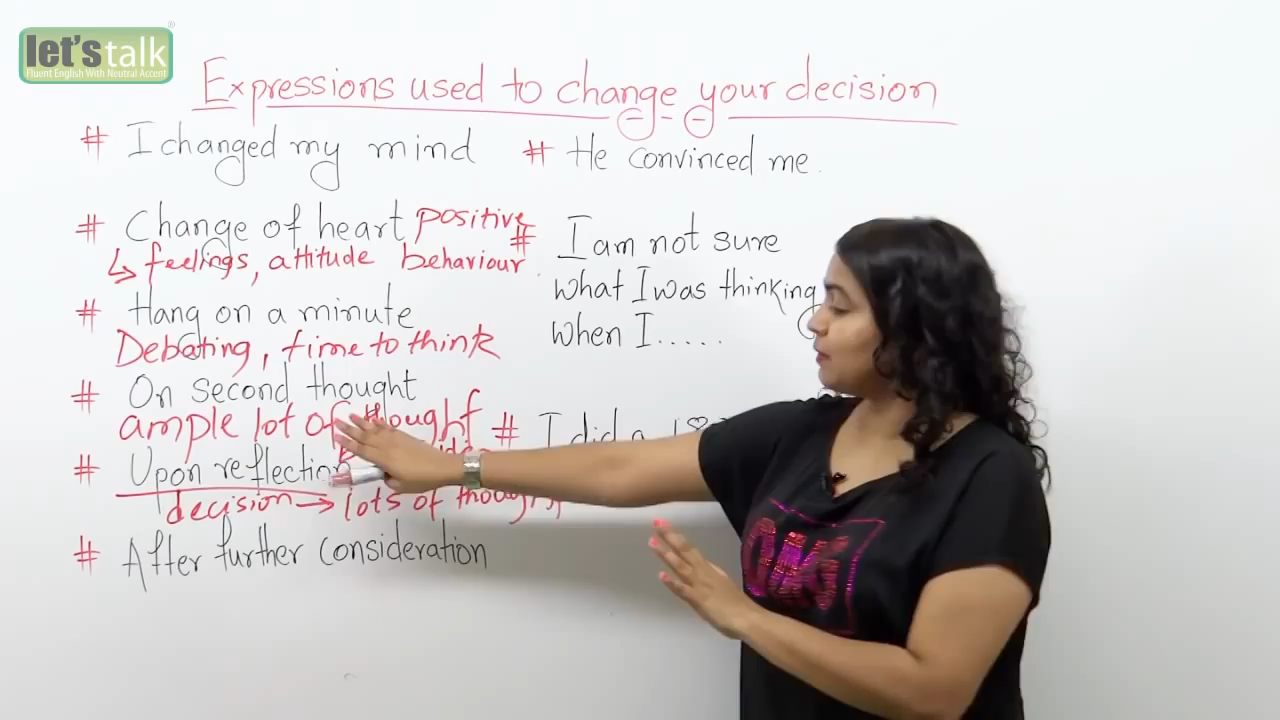 let's talk
Fluent English With Neutral Accent
Expressions used to change your decision
# I changed my mind
# Change of heart positive
↳ feelings, attitude behaviour
# Hang on a minute
Debating, time to think
# On second thought
ample lot of thought
# Upon reflection
decision → lots of thought
# After further consideration
# He convinced me.
# I am not sure
what I was thinking
when I.....
# I did a